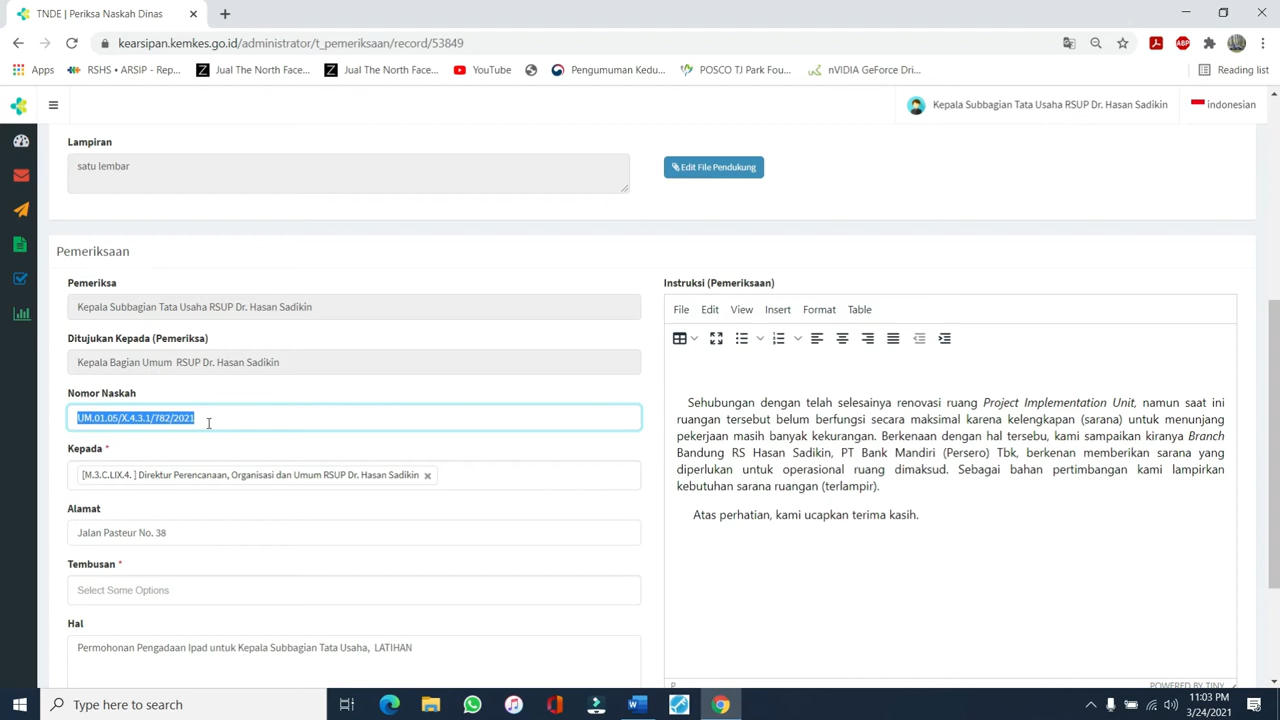 TNDE | Periksa Naskah Dinas
kearsipan.kemkes.go.id/administrator/t_pemeriksaan/record/53849
Apps
RSHS • ARSIP - Rep...
Jual The North Face...
Jual The North Face...
YouTube
Pengumuman Kedu...
POSCO TJ Park Foun...
nVIDIA GeForce Dri...
Reading list
Kepala Subbagian Tata Usaha RSUP Dr. Hasan Sadikin
indonesian
Lampiran
satu lembar
Edit File Pendukung
Pemeriksaan
Pemeriksa
Kepala Subbagian Tata Usaha RSUP Dr. Hasan Sadikin
Ditujukan Kepada (Pemeriksa)
Kepala Bagian Umum RSUP Dr. Hasan Sadikin
Nomor Naskah
UM.01.05/X.4.3.1/782/2021
Kepada *
[M.3.C.LIX.4. ] Direktur Perencanaan, Organisasi dan Umum RSUP Dr. Hasan Sadikin
Alamat
Jalan Pasteur No. 38
Tembusan *
Select Some Options
Hal
Permohonan Pengadaan Ipad untuk Kepala Subbagian Tata Usaha, LATIHAN
Instruksi (Pemeriksaan)
File Edit View Insert Format Table
Sehubungan dengan telah selesainya renovasi ruang Project Implementation Unit, namun saat ini
ruangan tersebut belum berfungsi secara maksimal karena kelengkapan (sarana) untuk menunjang
pekerjaan masih banyak kekurangan. Berkenaan dengan hal tersebu, kami sampaikan kiranya Branch
Bandung RS Hasan Sadikin, PT Bank Mandiri (Persero) Tbk, berkenan memberikan sarana yang
diperlukan untuk operasional ruang dimaksud. Sebagai bahan pertimbangan kami lampirkan
kebutuhan sarana ruangan (terlampir).
Atas perhatian, kami ucapkan terima kasih.
P
POWERED BY TINY
Type here to search
11:03 PM
3/24/2021